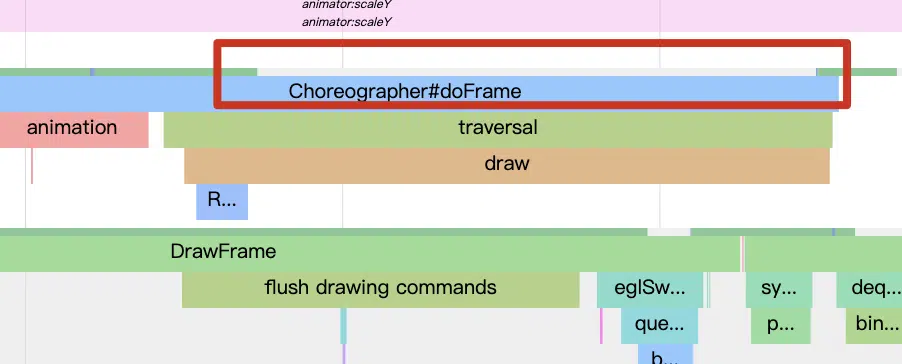 animator:scaleY
animator:scaleY
Choreographer#doFrame
animation
traversal
draw
R...
DrawFrame
flush drawing commands
eglSw...
sy...
deq...
que...
p...
bin...
b...